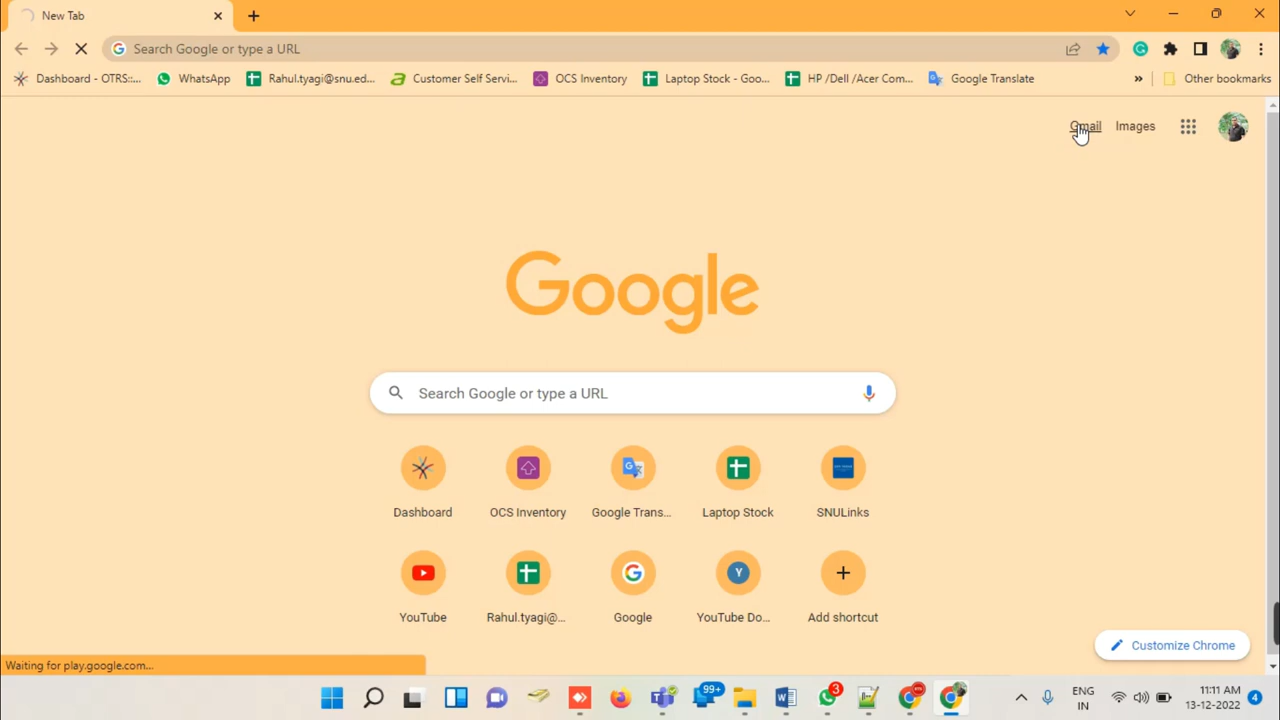 New Tab
Search Google or type a URL
Dashboard - OTRS::... WhatsApp Rahul.tyagi@snu.ed... Customer Self Servi... OCS Inventory Laptop Stock - Goo... HP /Dell /Acer Com... Google Translate » Other bookmarks
Gmail Images
Google
Search Google or type a URL
Dashboard OCS Inventory Google Trans... Laptop Stock SNULinks
Y
YouTube Rahul.tyagi@... Google YouTube Do... Add shortcut
Customize Chrome
Waiting for play.google.com...
99+ 3
ENG
IN
11:11 AM
13-12-2022
4